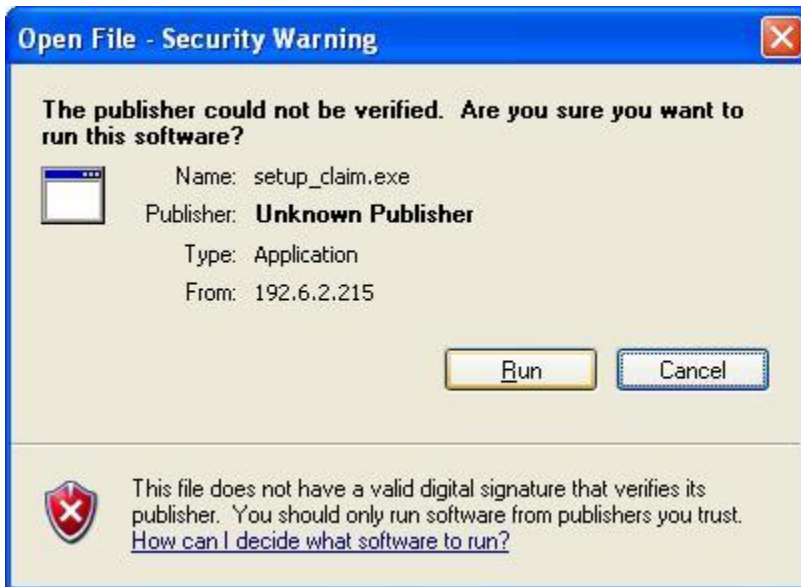 Open File - Security Warning
The publisher could not be verified. Are you sure you want to
run this software?
Name: setup_claim.exe
Publisher: Unknown Publisher
Type: Application
From: 192.6.2.215
Run Cancel
This file does not have a valid digital signature that verifies its
publisher. You should only run software from publishers you trust.
How can I decide what software to run?